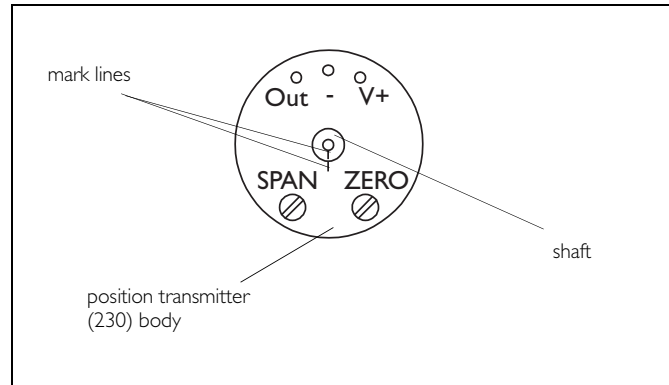 mark lines
Out - V+
SPAN ZERO
shaft
position transmitter
(230) body